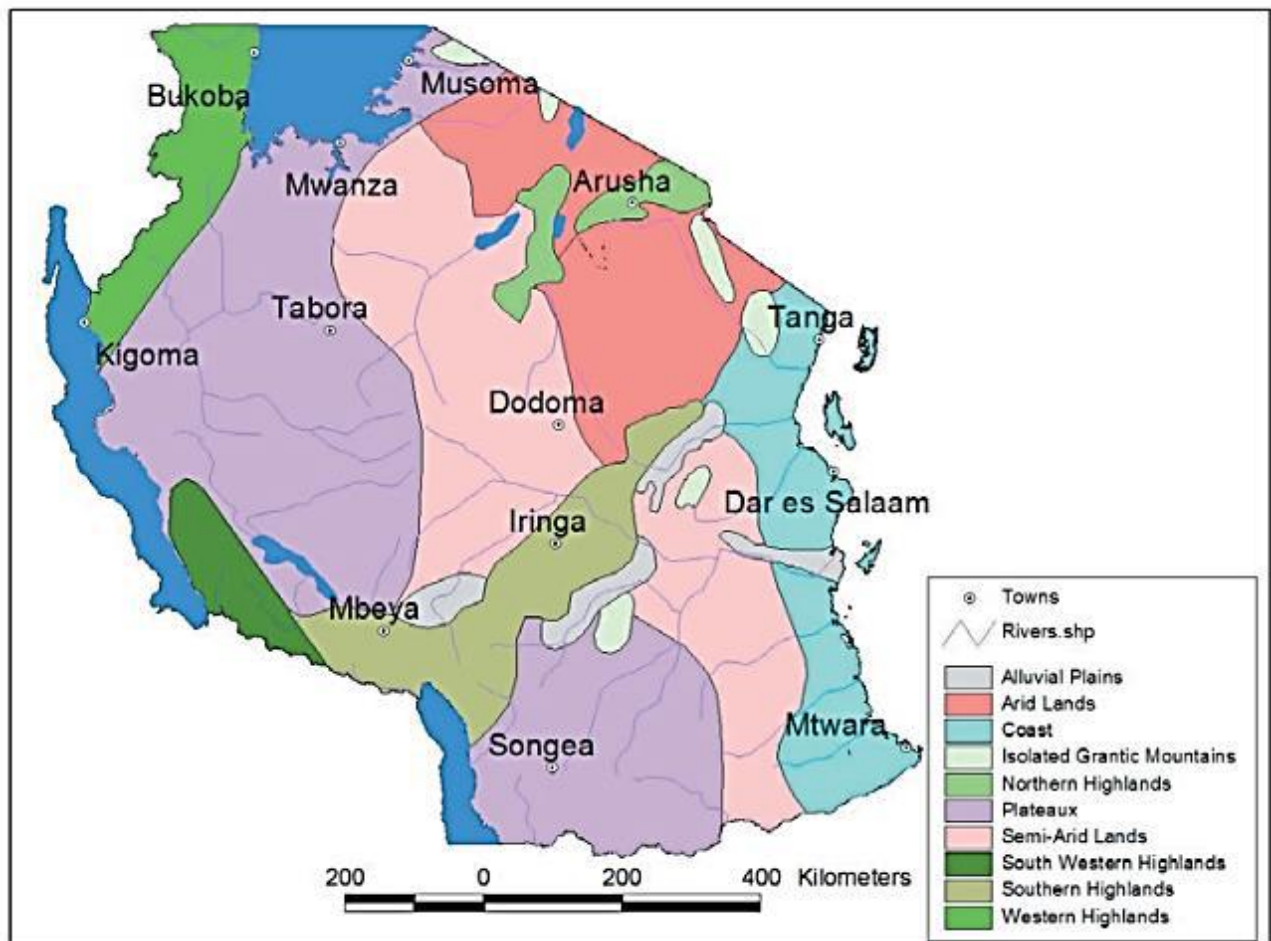 Bukoba
Musoma
Mwanza
Arusha
Tabora
Tanga
Kigoma
Dodoma
Dar es Salaam
Iringa
Mbeya
Mtwara
Songea
200 0 200 400 Kilometers
Towns
Rivers.shp
Alluvial Plains
Arid Lands
Coast
Isolated Grantic Mountains
Northern Highlands
Plateaux
Semi-Arid Lands
South Western Highlands
Southern Highlands
Western Highlands